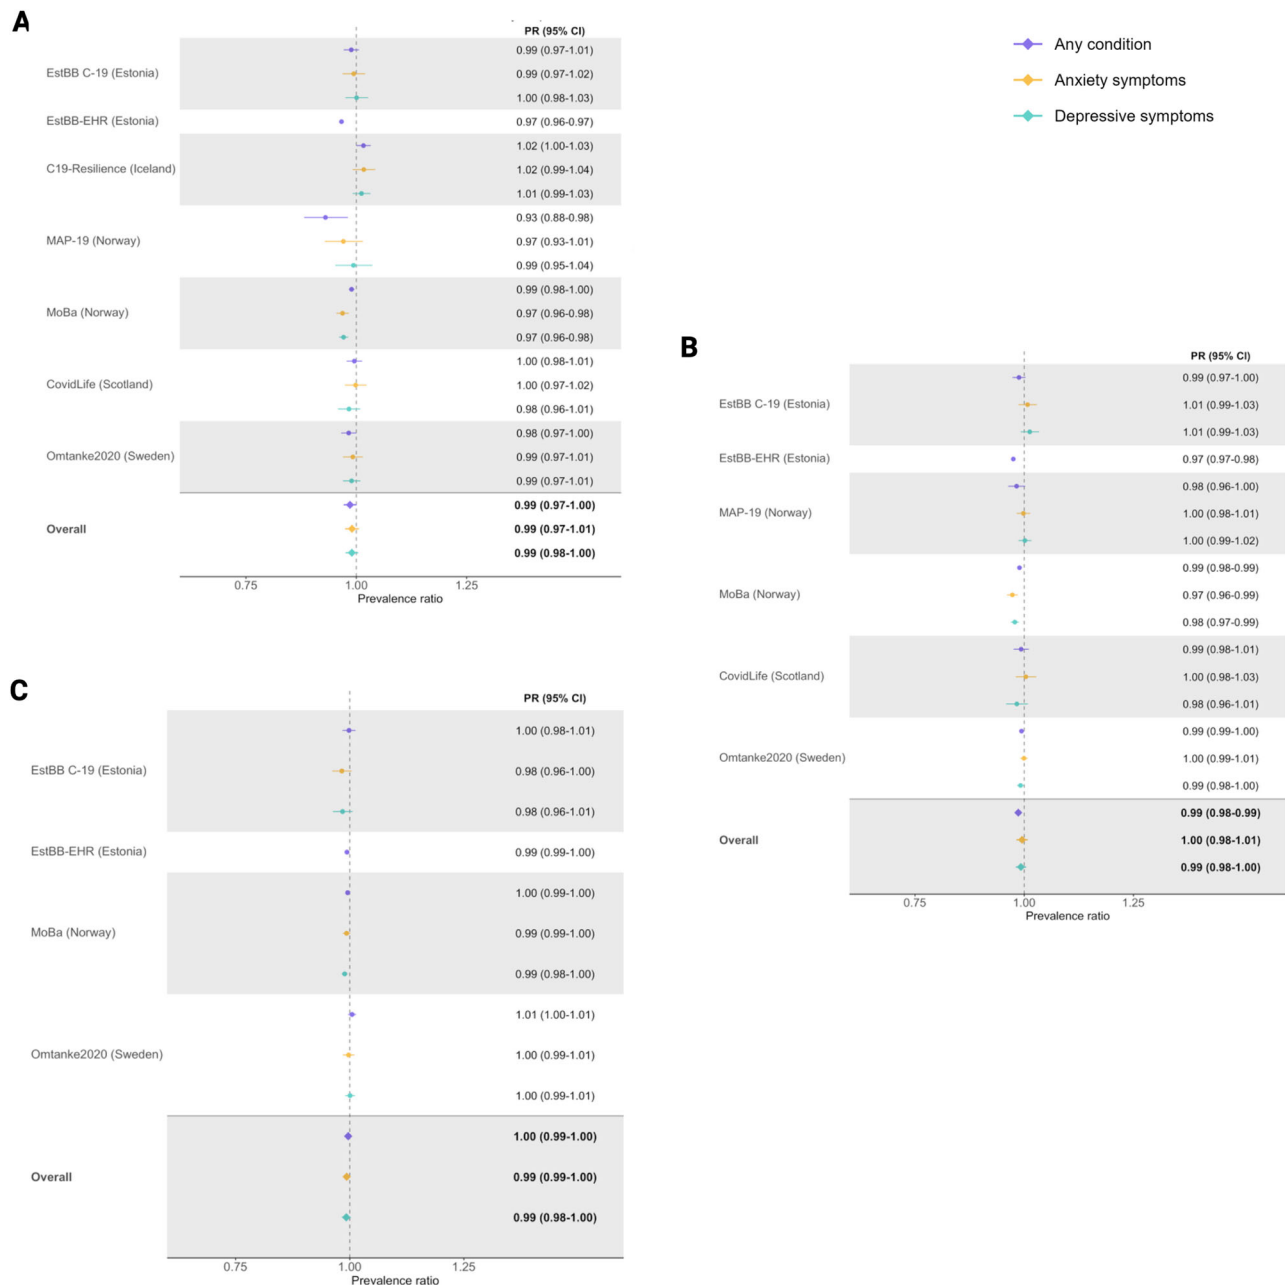 A
PR (95% CI)
0.99 (0.97-1.01)
EstBB C-19 (Estonia) 0.99 (0.97-1.02)
1.00 (0.98-1.03)
EstBB-EHR (Estonia) 0.97 (0.96-0.97)
1.02 (1.00-1.03)
C19-Resilience (Iceland) 1.02 (0.99-1.04)
1.01 (0.99-1.03)
0.93 (0.88-0.98)
MAP-19 (Norway) 0.97 (0.93-1.01)
0.99 (0.95-1.04)
0.99 (0.98-1.00)
MoBa (Norway) 0.97 (0.96-0.98)
0.97 (0.96-0.98)
1.00 (0.98-1.01)
CovidLife (Scotland) 1.00 (0.97-1.02)
0.98 (0.96-1.01)
0.98 (0.97-1.00)
Omtanke2020 (Sweden) 0.99 (0.97-1.01)
0.99 (0.97-1.01)
0.99 (0.97-1.00)
Overall 0.99 (0.97-1.01)
0.99 (0.98-1.00)
0.75 1.00 1.25
Prevalence ratio
Any condition
Anxiety symptoms
Depressive symptoms
B
PR (95% CI)
0.99 (0.97-1.00)
EstBB C-19 (Estonia) 1.01 (0.99-1.03)
1.01 (0.99-1.03)
EstBB-EHR (Estonia) 0.97 (0.97-0.98)
0.98 (0.96-1.00)
MAP-19 (Norway) 1.00 (0.98-1.01)
1.00 (0.99-1.02)
0.99 (0.98-0.99)
MoBa (Norway) 0.97 (0.96-0.99)
0.98 (0.97-0.99)
0.99 (0.98-1.01)
CovidLife (Scotland) 1.00 (0.98-1.03)
0.98 (0.96-1.01)
0.99 (0.99-1.00)
Omtanke2020 (Sweden) 1.00 (0.99-1.01)
0.99 (0.98-1.00)
0.99 (0.98-0.99)
Overall 1.00 (0.98-1.01)
0.99 (0.98-1.00)
0.75 1.00 1.25
Prevalence ratio
C
PR (95% CI)
1.00 (0.98-1.01)
EstBB C-19 (Estonia) 0.98 (0.96-1.00)
0.98 (0.96-1.01)
EstBB-EHR (Estonia) 0.99 (0.99-1.00)
1.00 (0.99-1.00)
MoBa (Norway) 0.99 (0.99-1.00)
0.99 (0.98-1.00)
1.01 (1.00-1.01)
Omtanke2020 (Sweden) 1.00 (0.99-1.01)
1.00 (0.99-1.01)
1.00 (0.99-1.00)
Overall 0.99 (0.99-1.00)
0.99 (0.98-1.00)
0.75 1.00 1.25
Prevalence ratio